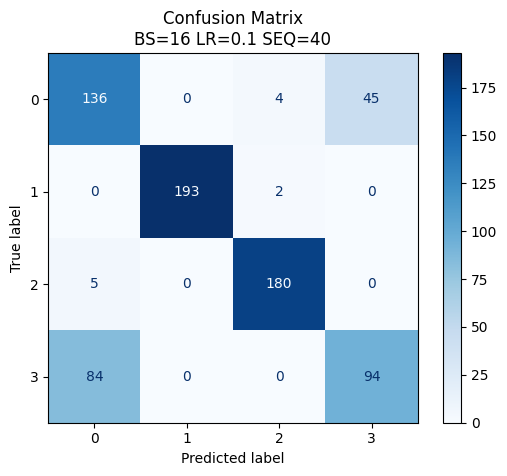 Confusion Matrix
BS=16 LR=0.1 SEQ=40
0 136 0 4 45
1 0 193 2 0
2 5 0 180 0
3 84 0 0 94
0 1 2 3
Predicted label
True label
175
150
125
100
75
50
25
0